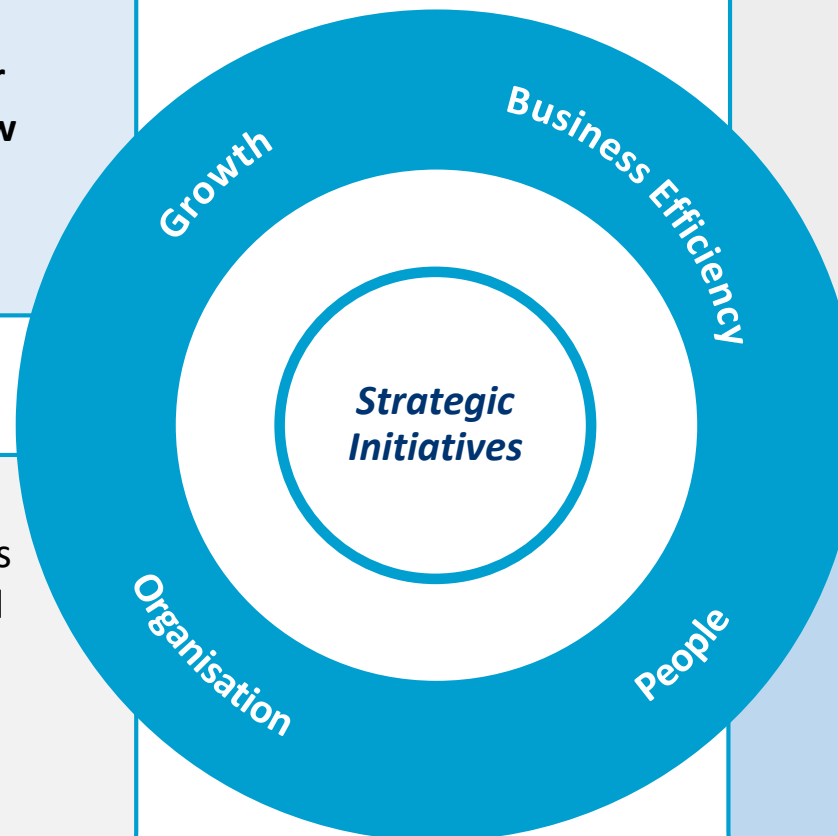 Growth
Business Efficiency
Strategic
Initiatives
Organisation
People